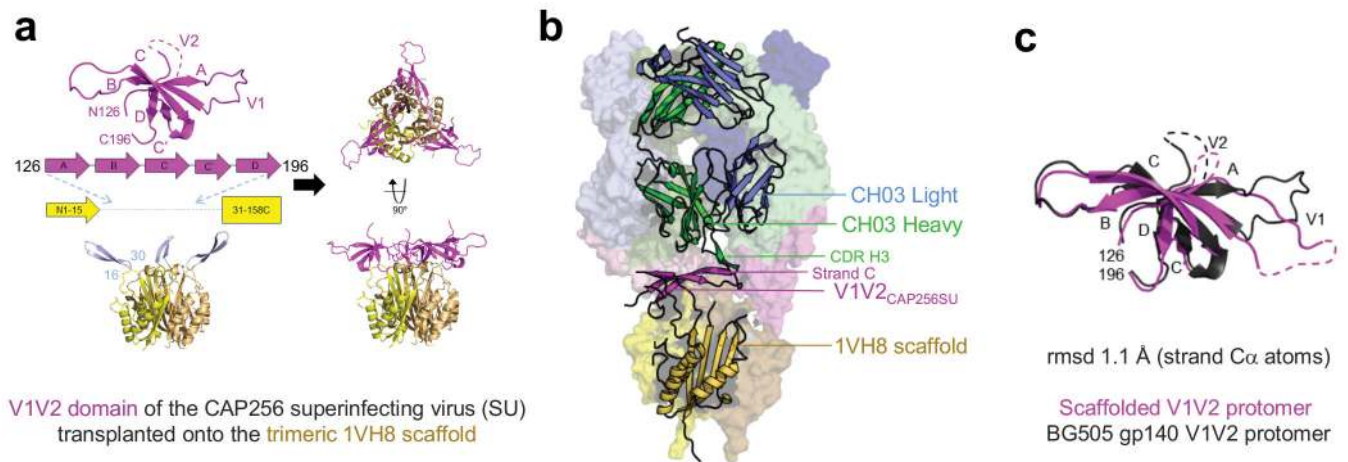 a
V2
C
A
B
V1
N126
D
C196
C'
126
A
B
C
C'
D
196
N1-15
31-158C
30
16
90°
V1V2 domain of the CAP256 superinfecting virus (SU)
transplanted onto the trimeric 1VH8 scaffold
b
CH03 Light
CH03 Heavy
CDR H3
Strand C
V1V2CAP256SU
1VH8 scaffold
c
V2
C
A
V1
B
D
126
196
C
rmsd 1.1 Å (strand Cα atoms)
Scaffolded V1V2 protomer
BG505 gp140 V1V2 protomer